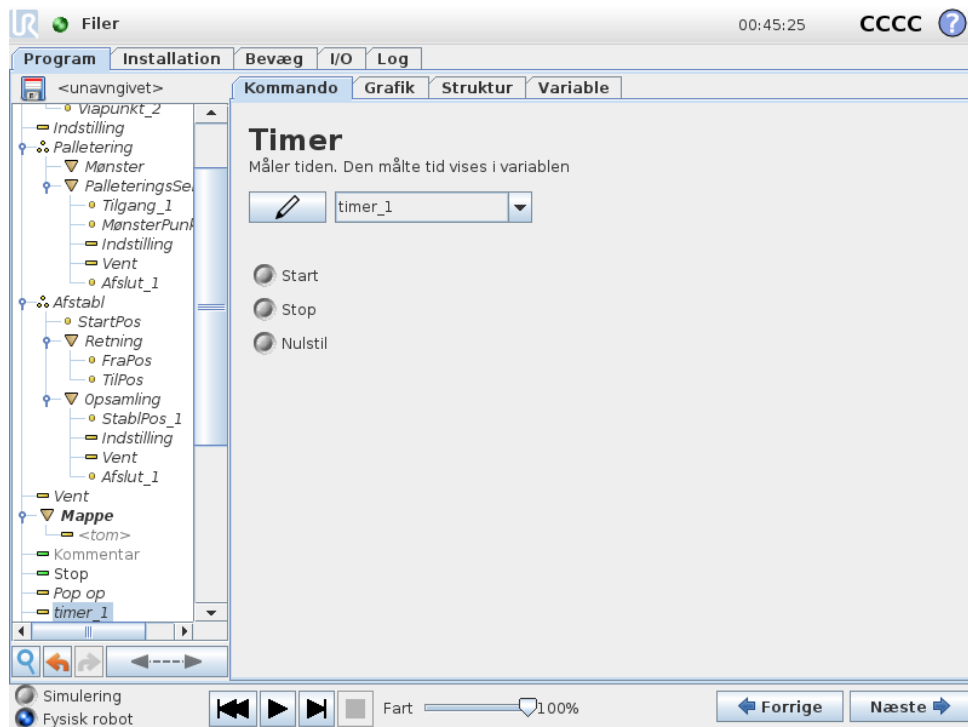 UR Filer 00:45:25 CCCC ?
Program Installation Bevæg I/O Log
<unavngivet> Kommando Grafik Struktur Variable
Viapunkt_2
Indstilling
Palletering
Mønster
PalleteringsSe
Tilgang_1
MønsterPunk
Indstilling
Vent
Afslut_1
Afstabl
StartPos
Retning
FraPos
TilPos
Opsamling
StablPos_1
Indstilling
Vent
Afslut_1
Vent
Mappe
<tom>
Kommentar
Stop
Pop op
timer_1
Timer
Måler tiden. Den målte tid vises i variablen
timer_1
Start
Stop
Nulstil
Simulering
Fysisk robot
Fart 100%
Forrige Næste